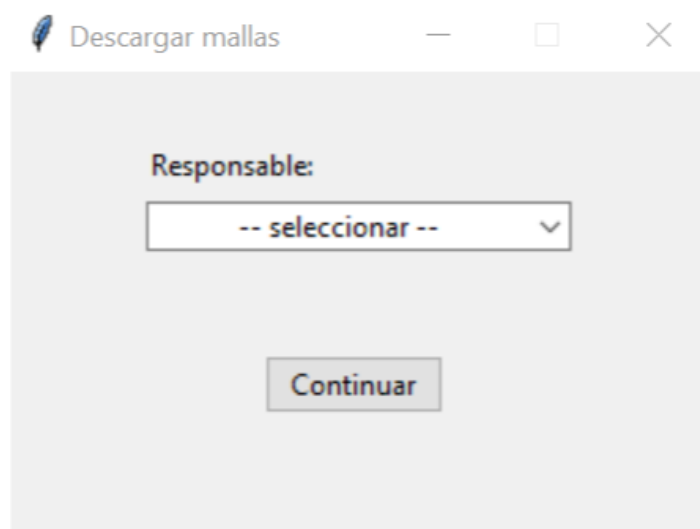 Descargar mallas
Responsable:
-- seleccionar --
Continuar